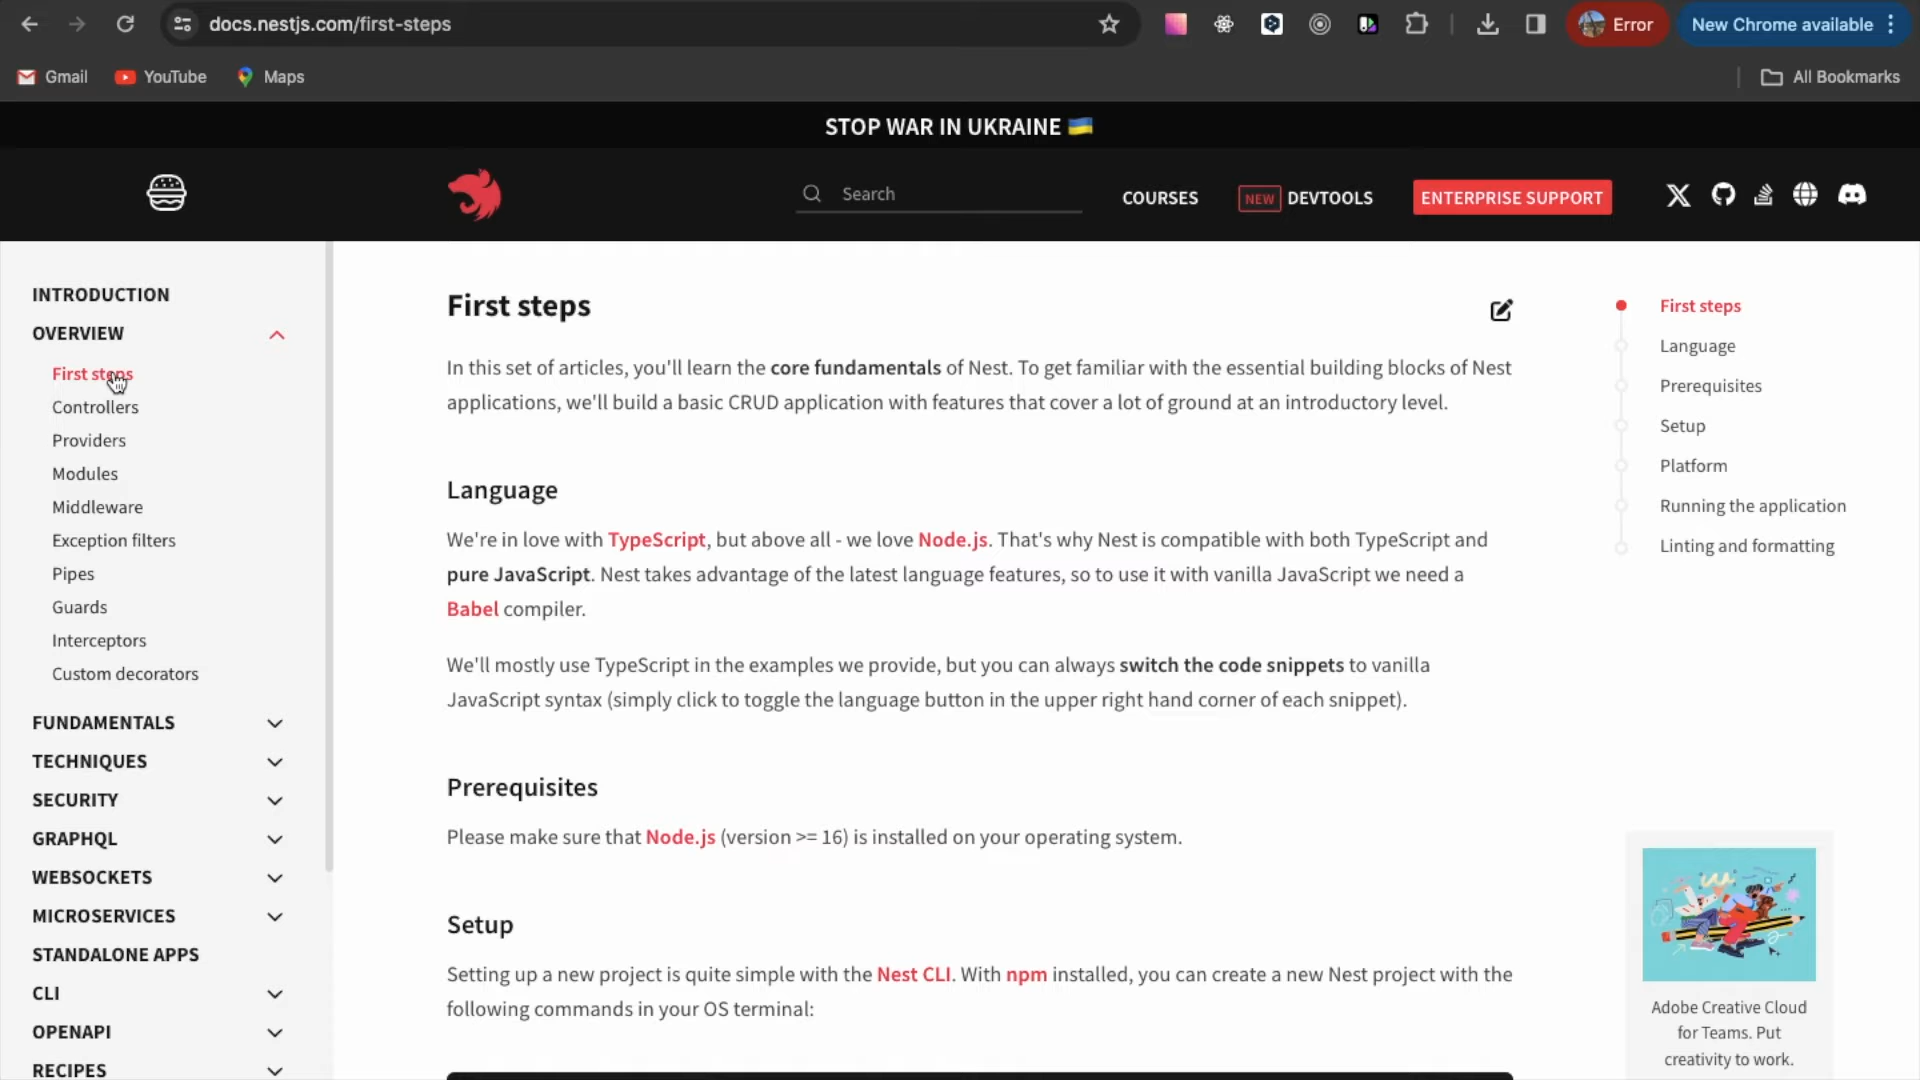 docs.nestjs.com/first-steps
Error
New Chrome available
Gmail
YouTube
Maps
All Bookmarks
STOP WAR IN UKRAINE 🇺🇦
Search
COURSES
NEW DEVTOOLS
ENTERPRISE SUPPORT
INTRODUCTION
OVERVIEW
First steps
Controllers
Providers
Modules
Middleware
Exception filters
Pipes
Guards
Interceptors
Custom decorators
FUNDAMENTALS
TECHNIQUES
SECURITY
GRAPHQL
WEBSOCKETS
MICROSERVICES
STANDALONE APPS
CLI
OPENAPI
RECIPES
First steps
In this set of articles, you'll learn the core fundamentals of Nest. To get familiar with the essential building blocks of Nest
applications, we'll build a basic CRUD application with features that cover a lot of ground at an introductory level.
Language
We're in love with TypeScript, but above all - we love Node.js. That's why Nest is compatible with both TypeScript and
pure JavaScript. Nest takes advantage of the latest language features, so to use it with vanilla JavaScript we need a
Babel compiler.
We'll mostly use TypeScript in the examples we provide, but you can always switch the code snippets to vanilla
JavaScript syntax (simply click to toggle the language button in the upper right hand corner of each snippet).
Prerequisites
Please make sure that Node.js (version >= 16) is installed on your operating system.
Setup
Setting up a new project is quite simple with the Nest CLI. With npm installed, you can create a new Nest project with the
following commands in your OS terminal:
First steps
Language
Prerequisites
Setup
Platform
Running the application
Linting and formatting
Adobe Creative Cloud
for Teams. Put
creativity to work.